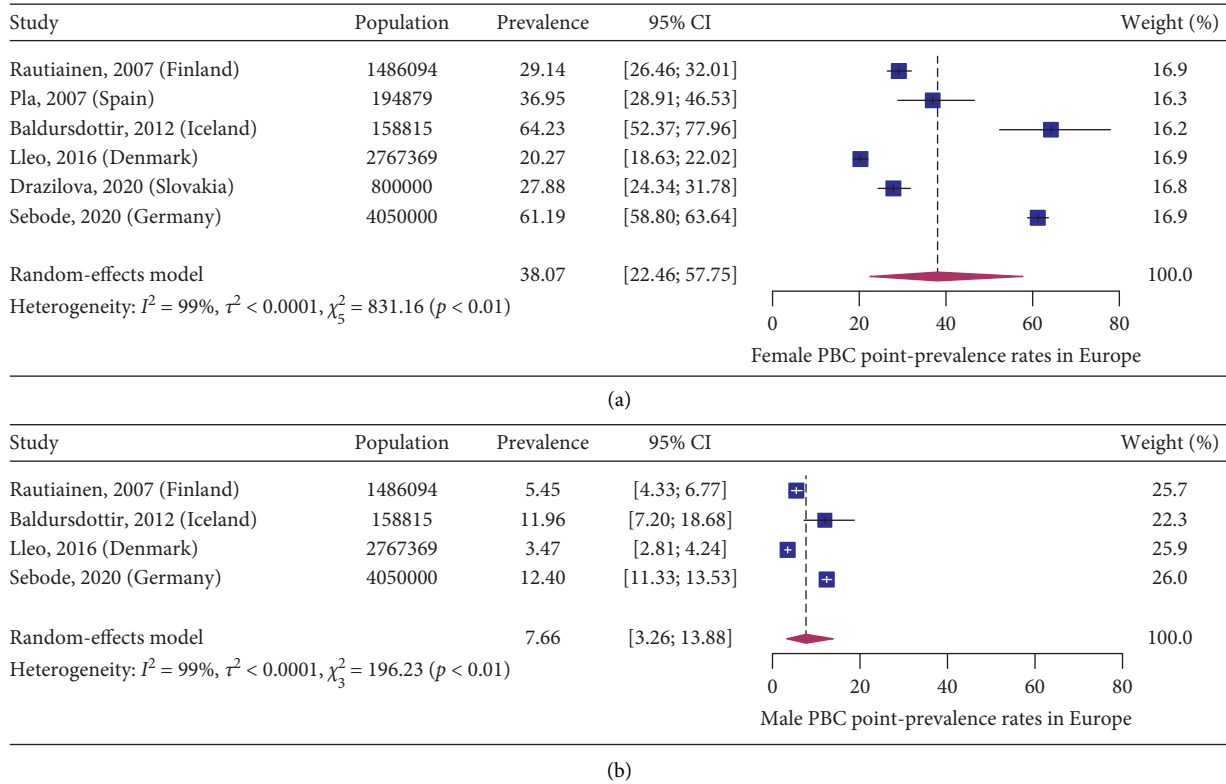 Study Population Prevalence 95% CI Weight (%)
Rautiainen, 2007 (Finland) 1486094 29.14 [26.46; 32.01] 16.9
Pla, 2007 (Spain) 194879 36.95 [28.91; 46.53] 16.3
Baldursdottir, 2012 (Iceland) 158815 64.23 [52.37; 77.96] 16.2
Lleo, 2016 (Denmark) 2767369 20.27 [18.63; 22.02] 16.9
Drazilova, 2020 (Slovakia) 800000 27.88 [24.34; 31.78] 16.8
Sebode, 2020 (Germany) 4050000 61.19 [58.80; 63.64] 16.9
Random-effects model 38.07 [22.46; 57.75] 100.0
Heterogeneity: I² = 99%, τ² < 0.0001, χ²₅ = 831.16 (p < 0.01)
0 20 40 60 80
Female PBC point-prevalence rates in Europe
(a)
Study Population Prevalence 95% CI Weight (%)
Rautiainen, 2007 (Finland) 1486094 5.45 [4.33; 6.77] 25.7
Baldursdottir, 2012 (Iceland) 158815 11.96 [7.20; 18.68] 22.3
Lleo, 2016 (Denmark) 2767369 3.47 [2.81; 4.24] 25.9
Sebode, 2020 (Germany) 4050000 12.40 [11.33; 13.53] 26.0
Random-effects model 7.66 [3.26; 13.88] 100.0
Heterogeneity: I² = 99%, τ² < 0.0001, χ²₃ = 196.23 (p < 0.01)
0 20 40 60 80
Male PBC point-prevalence rates in Europe
(b)